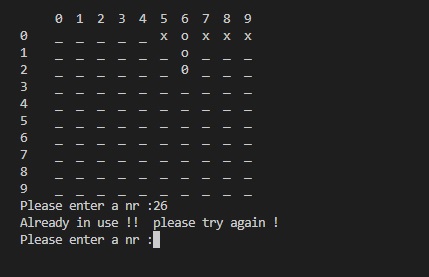 0 1 2 3 4 5 6 7 8 9
0 _ _ _ _ _ x o x x x
1 _ _ _ _ _ _ o _ _ _
2 _ _ _ _ _ _ 0 _ _ _
3 _ _ _ _ _ _ _ _ _ _
4 _ _ _ _ _ _ _ _ _ _
5 _ _ _ _ _ _ _ _ _ _
6 _ _ _ _ _ _ _ _ _ _
7 _ _ _ _ _ _ _ _ _ _
8 _ _ _ _ _ _ _ _ _ _
9 _ _ _ _ _ _ _ _ _ _
Please enter a nr :26
Already in use !!  please try again !
Please enter a nr :